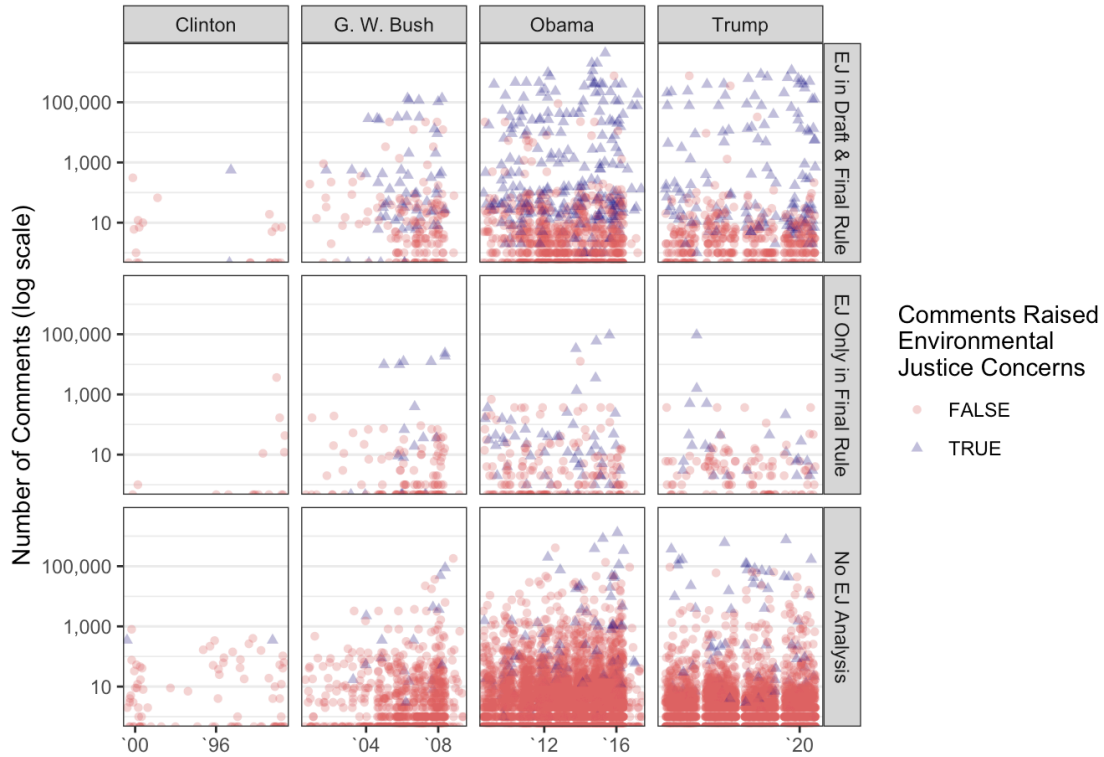 Clinton
G. W. Bush
Obama
Trump
Number of Comments (log scale)
100,000
1,000
10
EJ in Draft & Final Rule
100,000
1,000
10
EJ Only in Final Rule
100,000
1,000
10
No EJ Analysis
`00
`96
`04
`08
`12
`16
`20
Comments Raised
Environmental
Justice Concerns
FALSE
TRUE